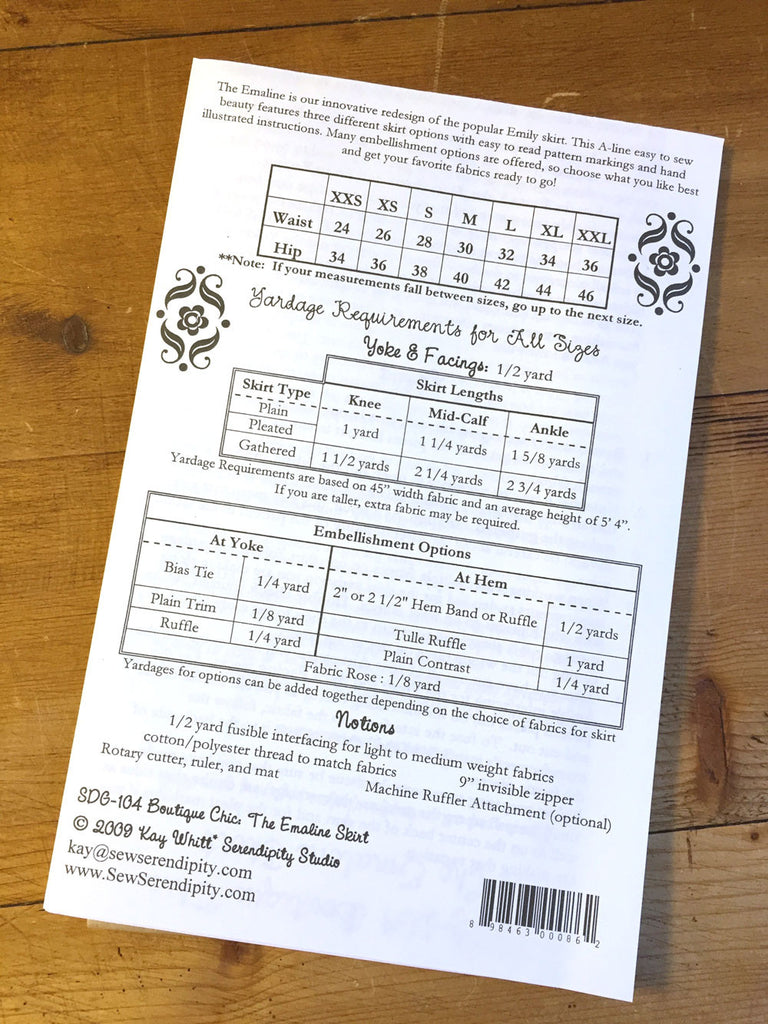 The Emaline is our innovative redesign of the popular Emily skirt. This A-line easy to sew
beauty features three different skirt options with easy to read pattern markings and hand
illustrated instructions. Many embellishment options are offered, so choose what you like best
and get your favorite fabrics ready to go!
XXS XS S M L XL XXL
Waist 24 26 28 30 32 34 36
Hip 34 36 38 40 42 44 46
**Note: If your measurements fall between sizes, go up to the next size.
Yardage Requirements for All Sizes
Yoke & Facings: 1/2 yard
Skirt Lengths
Skirt Type Knee Mid-Calf Ankle
Plain
Pleated 1 yard 1 1/4 yards 1 5/8 yards
Gathered 1 1/2 yards 2 1/4 yards 2 3/4 yards
Yardage Requirements are based on 45” width fabric and an average height of 5’ 4”.
If you are taller, extra fabric may be required.
Embellishment Options
At Yoke At Hem
Bias Tie 1/4 yard 2" or 2 1/2" Hem Band or Ruffle 1/2 yards
Plain Trim 1/8 yard Tulle Ruffle 1 yard
Ruffle 1/4 yard Plain Contrast 1/4 yard
Fabric Rose : 1/8 yard
Yardages for options can be added together depending on the choice of fabrics for skirt
Notions
1/2 yard fusible interfacing for light to medium weight fabrics
cotton/polyester thread to match fabrics 9” invisible zipper
Rotary cutter, ruler, and mat Machine Ruffler Attachment (optional)
SDG-104 Boutique Chic: The Emaline Skirt
© 2009 Kay Whitt* Serendipity Studio
kay@sewserendipity.com
www.SewSerendipity.com
8 98463 00086 2